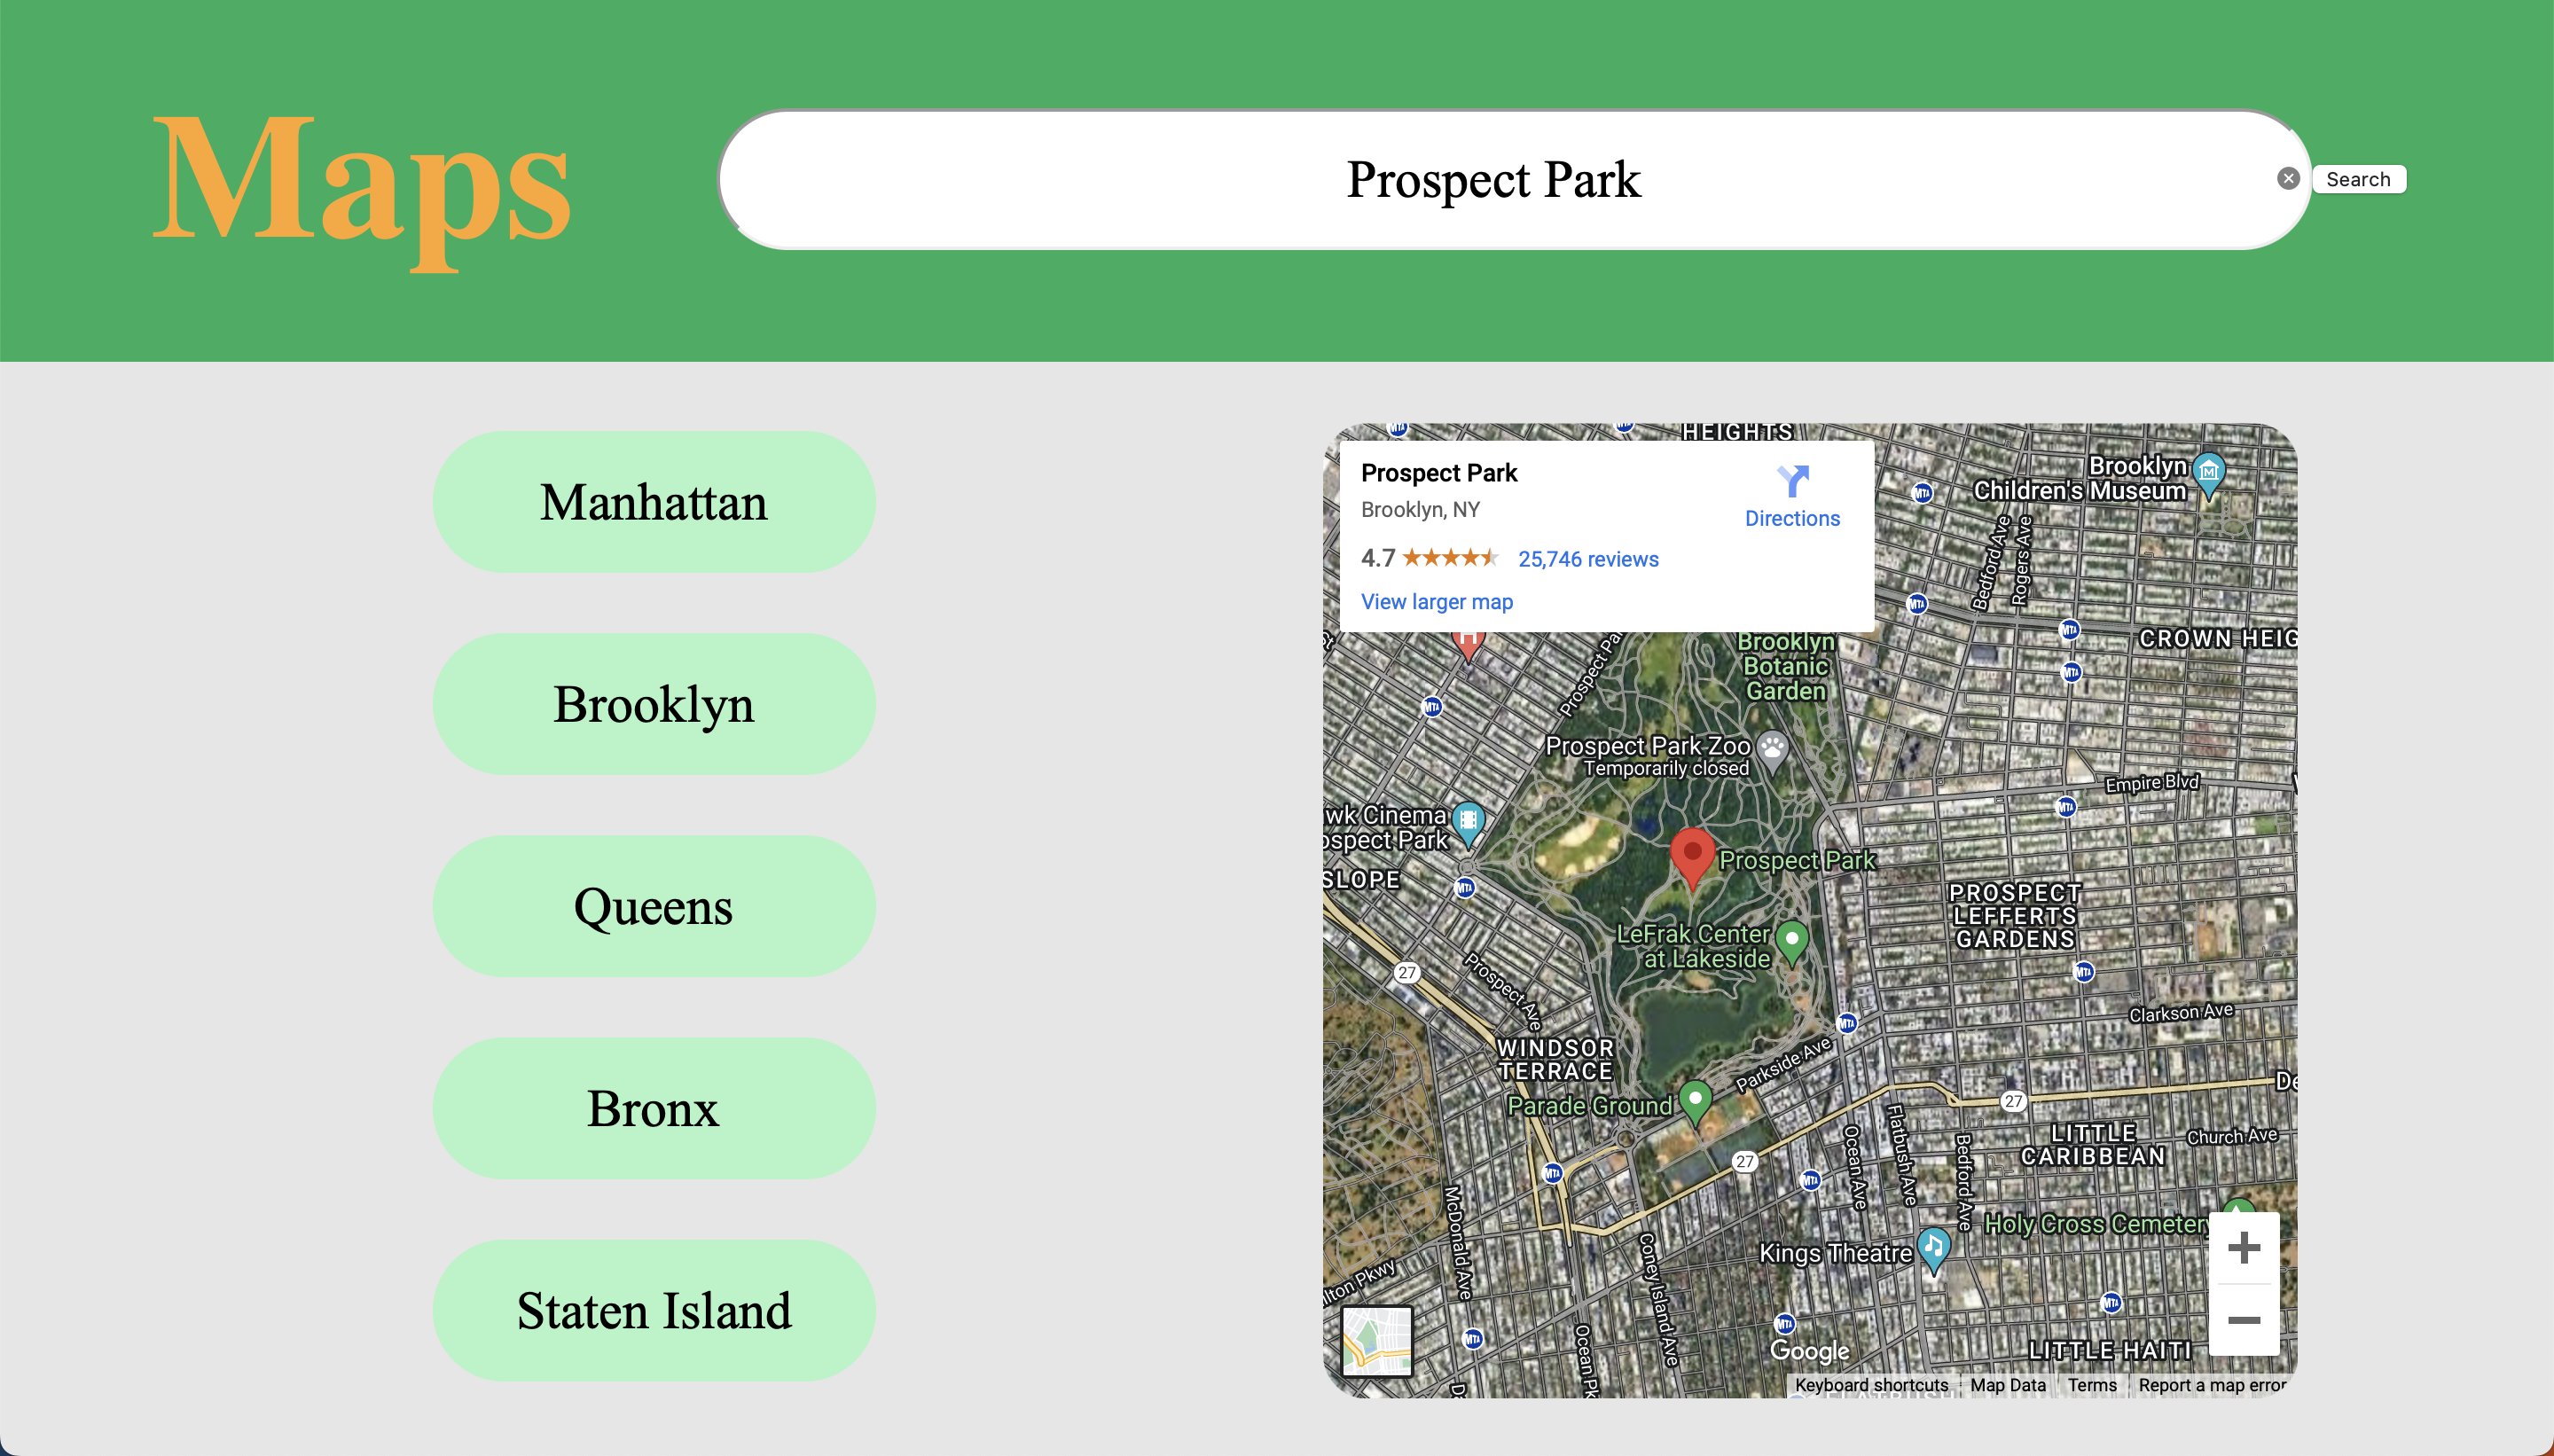 Maps
Prospect Park
Search
Manhattan
Brooklyn
Queens
Bronx
Staten Island
HEIGHTS
Prospect Park
Brooklyn, NY
Directions
4.7
25,746 reviews
View larger map
Brooklyn
Children's Museum
Bedford Ave
Rogers Ave
CROWN HEIG
Prospect Pa
Brooklyn
Botanic
Garden
Prospect Park Zoo
Temporarily closed
Empire Blvd
wk Cinema
ospect Park
SLOPE
Prospect Park
PROSPECT
LEFFERTS
GARDENS
LeFrak Center
at Lakeside
27
Prospect Ave
Clarkson Ave
WINDSOR
TERRACE
Parkside Ave
Parade Ground
27
De
27
LITTLE
CARIBBEAN
Church Ave
Ocean Ave
Flatbush Ave
Bedford Ave
McDonald Ave
Holy Cross Cemetery
Kings Theatre
lton Pkwy
Coney Island Ave
Ocean Pk
Google
LITTLE HAITI
Keyboard shortcuts
Map Data
Terms
Report a map error